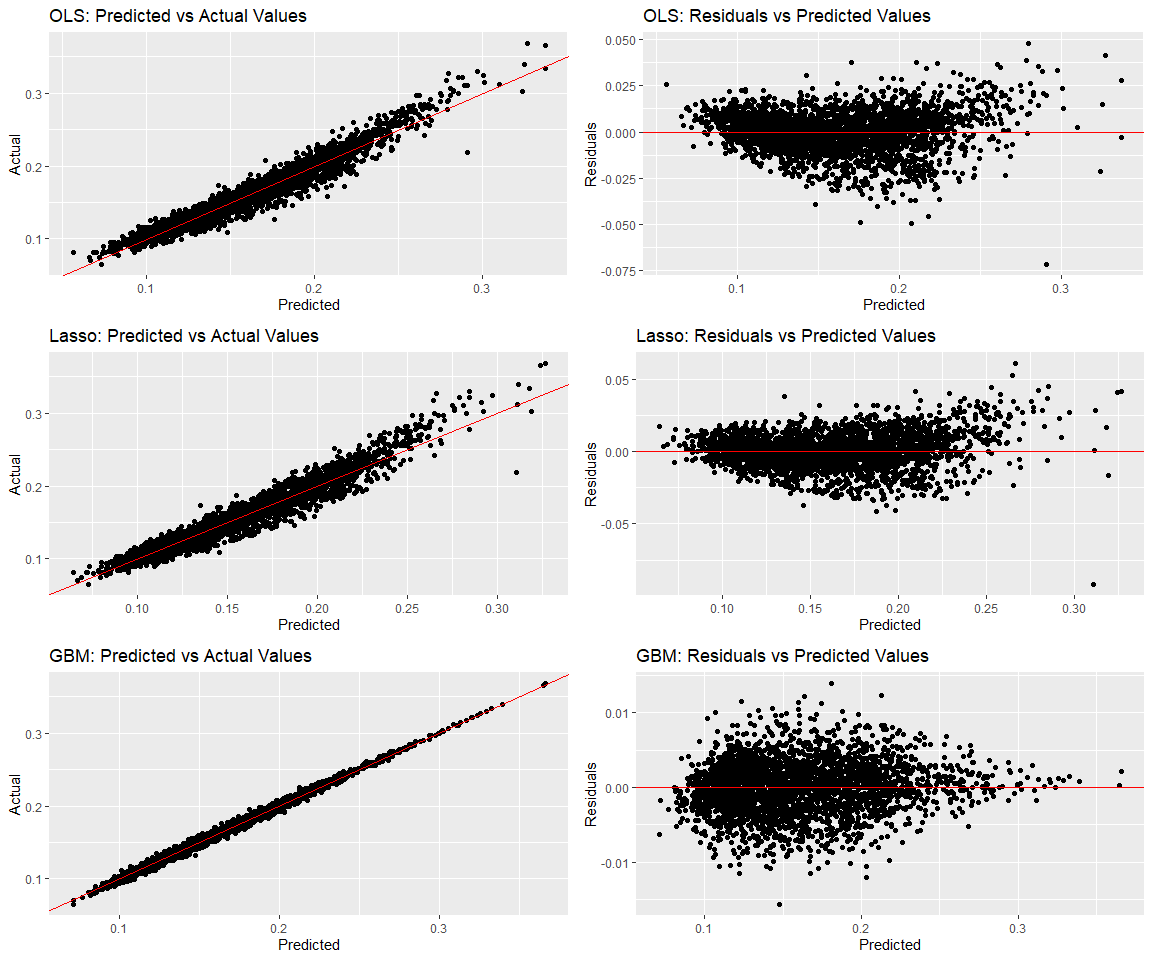 OLS: Predicted vs Actual Values
0.3
0.2
0.1
Actual
0.1 0.2 0.3
Predicted
OLS: Residuals vs Predicted Values
0.050
0.025
0.000
-0.025
-0.050
-0.075
Residuals
0.1 0.2 0.3
Predicted
Lasso: Predicted vs Actual Values
0.3
0.2
0.1
Actual
0.10 0.15 0.20 0.25 0.30
Predicted
Lasso: Residuals vs Predicted Values
0.05
0.00
-0.05
Residuals
0.10 0.15 0.20 0.25 0.30
Predicted
GBM: Predicted vs Actual Values
0.3
0.2
0.1
Actual
0.1 0.2 0.3
Predicted
GBM: Residuals vs Predicted Values
0.01
0.00
-0.01
Residuals
0.1 0.2 0.3
Predicted